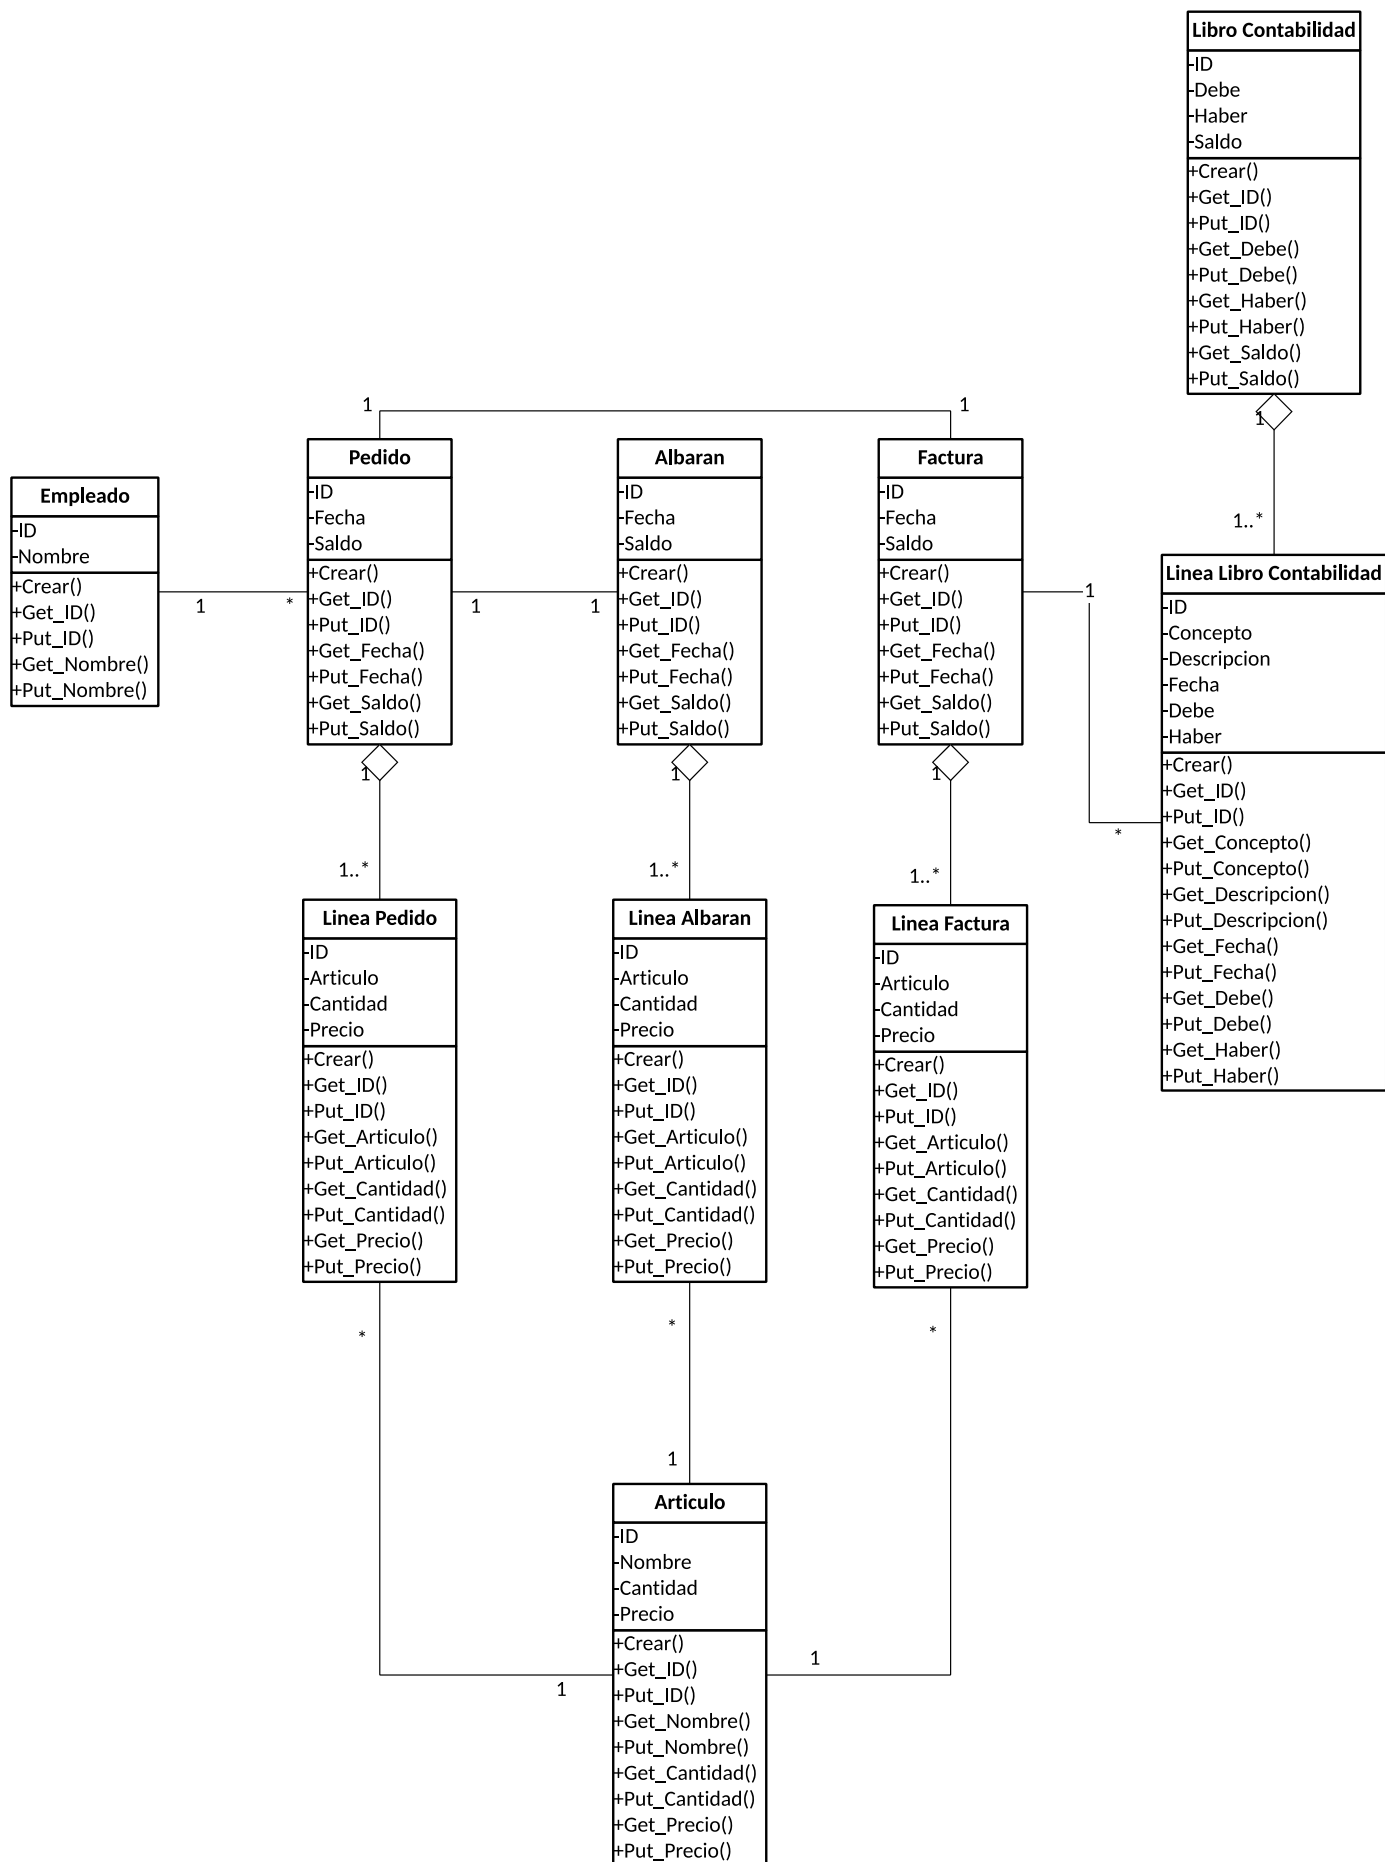 Libro Contabilidad
-ID
-Debe
-Haber
-Saldo
+Crear()
+Get_ID()
+Put_ID()
+Get_Debe()
+Put_Debe()
+Get_Haber()
+Put_Haber()
+Get_Saldo()
+Put_Saldo()
1
1..*
1
1
Empleado
-ID
-Nombre
+Crear()
+Get_ID()
+Put_ID()
+Get_Nombre()
+Put_Nombre()
1
*
Pedido
-ID
-Fecha
-Saldo
+Crear()
+Get_ID()
+Put_ID()
+Get_Fecha()
+Put_Fecha()
+Get_Saldo()
+Put_Saldo()
1
1
Albaran
-ID
-Fecha
-Saldo
+Crear()
+Get_ID()
+Put_ID()
+Get_Fecha()
+Put_Fecha()
+Get_Saldo()
+Put_Saldo()
Factura
-ID
-Fecha
-Saldo
+Crear()
+Get_ID()
+Put_ID()
+Get_Fecha()
+Put_Fecha()
+Get_Saldo()
+Put_Saldo()
1
*
Linea Libro Contabilidad
-ID
-Concepto
-Descripcion
-Fecha
-Debe
-Haber
+Crear()
+Get_ID()
+Put_ID()
+Get_Concepto()
+Put_Concepto()
+Get_Descripcion()
+Put_Descripcion()
+Get_Fecha()
+Put_Fecha()
+Get_Debe()
+Put_Debe()
+Get_Haber()
+Put_Haber()
1
1..*
1
1..*
1
1..*
Linea Pedido
-ID
-Articulo
-Cantidad
-Precio
+Crear()
+Get_ID()
+Put_ID()
+Get_Articulo()
+Put_Articulo()
+Get_Cantidad()
+Put_Cantidad()
+Get_Precio()
+Put_Precio()
Linea Albaran
-ID
-Articulo
-Cantidad
-Precio
+Crear()
+Get_ID()
+Put_ID()
+Get_Articulo()
+Put_Articulo()
+Get_Cantidad()
+Put_Cantidad()
+Get_Precio()
+Put_Precio()
Linea Factura
-ID
-Articulo
-Cantidad
-Precio
+Crear()
+Get_ID()
+Put_ID()
+Get_Articulo()
+Put_Articulo()
+Get_Cantidad()
+Put_Cantidad()
+Get_Precio()
+Put_Precio()
*
*
*
1
1
1
Articulo
-ID
-Nombre
-Cantidad
-Precio
+Crear()
+Get_ID()
+Put_ID()
+Get_Nombre()
+Put_Nombre()
+Get_Cantidad()
+Put_Cantidad()
+Get_Precio()
+Put_Precio()